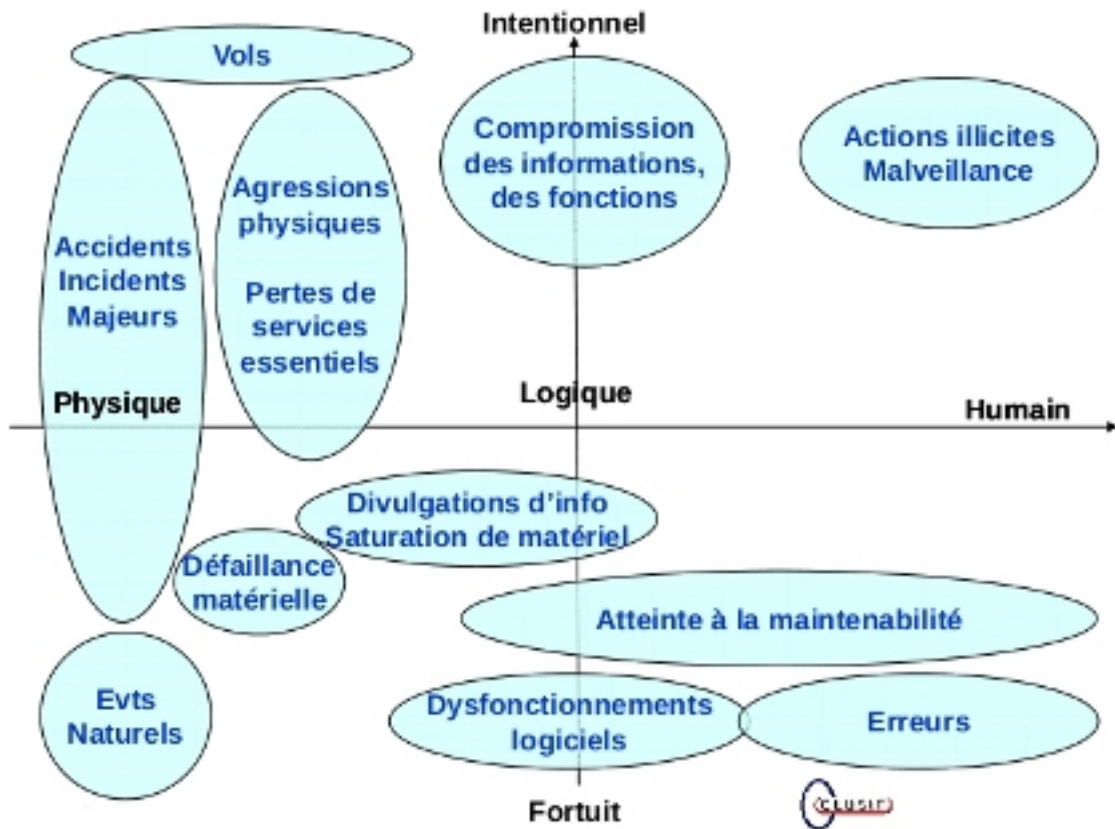 Intentionnel
Vols
Compromission
des informations,
des fonctions
Actions illicites
Malveillance
Agressions
physiques
Pertes de
services
essentiels
Accidents
Incidents
Majeurs
Physique
Logique
Humain
Divulgations d'info
Saturation de matériel
Défaillance
matérielle
Atteinte à la maintenabilité
Evts
Naturels
Dysfonctionnements
logiciels
Erreurs
Fortuit
CLUSIF